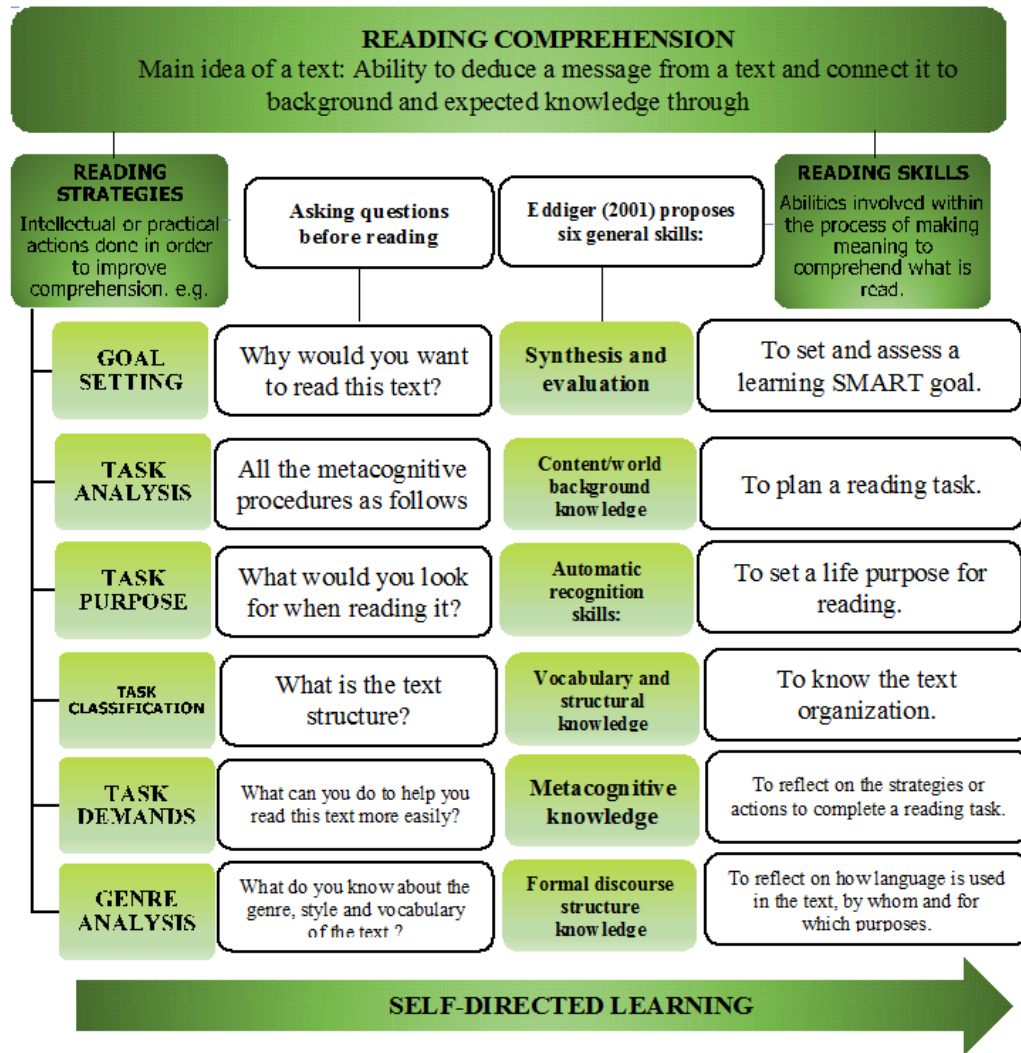 READING COMPREHENSION
Main idea of a text: Ability to deduce a message from a text and connect it to
background and expected knowledge through
READING
STRATEGIES
Intellectual or practical
actions done in order
to improve
comprehension. e.g.
Asking questions
before reading
Eddiger (2001) proposes
six general skills:
READING SKILLS
Abilities involved within
the process of making
meaning to
comprehend what is
read.
GOAL
SETTING
Why would you want
to read this text?
Synthesis and
evaluation
To set and assess a
learning SMART goal.
TASK
ANALYSIS
All the metacognitive
procedures as follows
Content/world
background
knowledge
To plan a reading task.
TASK
PURPOSE
What would you look
for when reading it?
Automatic
recognition
skills:
To set a life purpose for
reading.
TASK
CLASSIFICATION
What is the text
structure?
Vocabulary and
structural
knowledge
To know the text
organization.
TASK
DEMANDS
What can you do to help you
read this text more easily?
Metacognitive
knowledge
To reflect on the strategies or
actions to complete a reading task.
GENRE
ANALYSIS
What do you know about the
genre, style and vocabulary
of the text ?
Formal discourse
structure
knowledge
To reflect on how language is used
in the text, by whom and for
which purposes.
SELF-DIRECTED LEARNING